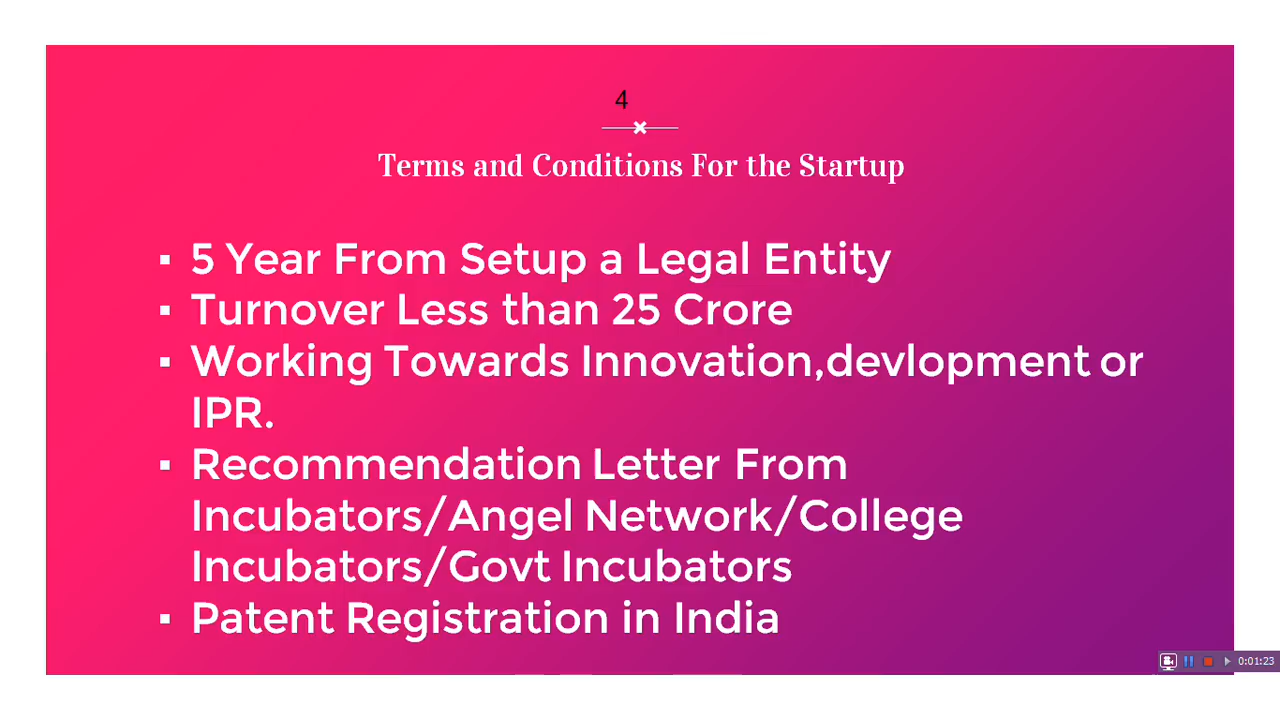 4
Terms and Conditions For the Startup
▪ 5 Year From Setup a Legal Entity
▪ Turnover Less than 25 Crore
▪ Working Towards Innovation,devlopment or
IPR.
▪ Recommendation Letter From
Incubators/Angel Network/College
Incubators/Govt Incubators
▪ Patent Registration in India
0:01:23